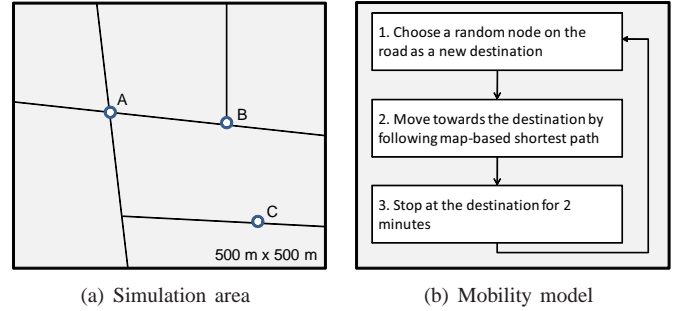 A
B
C
500 m x 500 m
(a) Simulation area
1. Choose a random node on the
road as a new destination
2. Move towards the destination by
following map-based shortest path
3. Stop at the destination for 2
minutes
(b) Mobility model